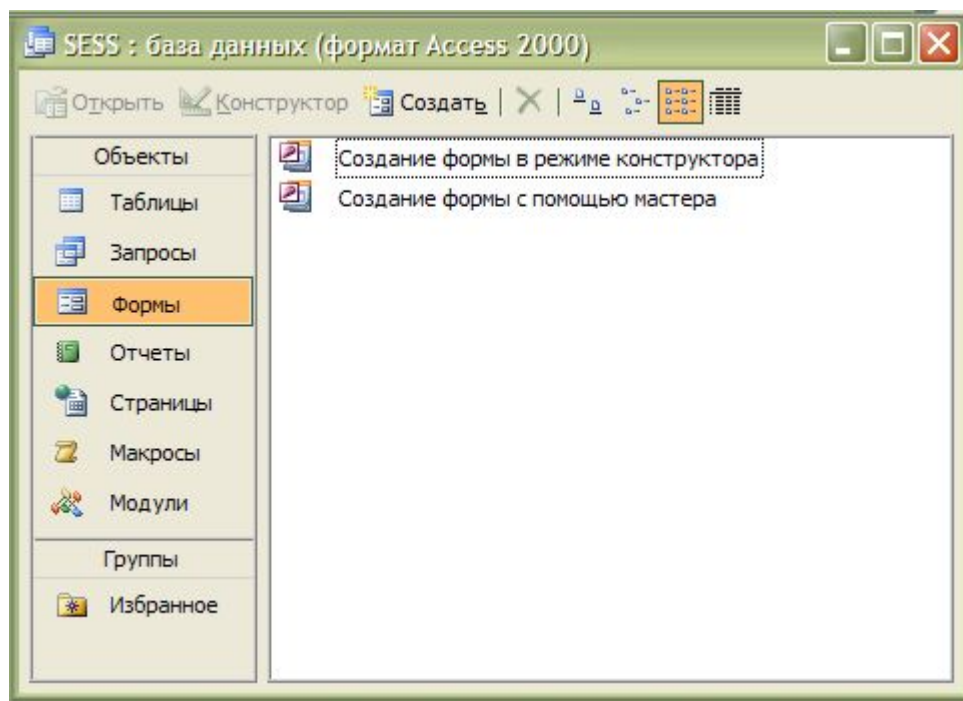 SESS : база данных (формат Access 2000)
Открыть Конструктор Создать
Объекты
Таблицы
Запросы
Формы
Отчеты
Страницы
Макросы
Модули
Группы
Избранное
Создание формы в режиме конструктора
Создание формы с помощью мастера